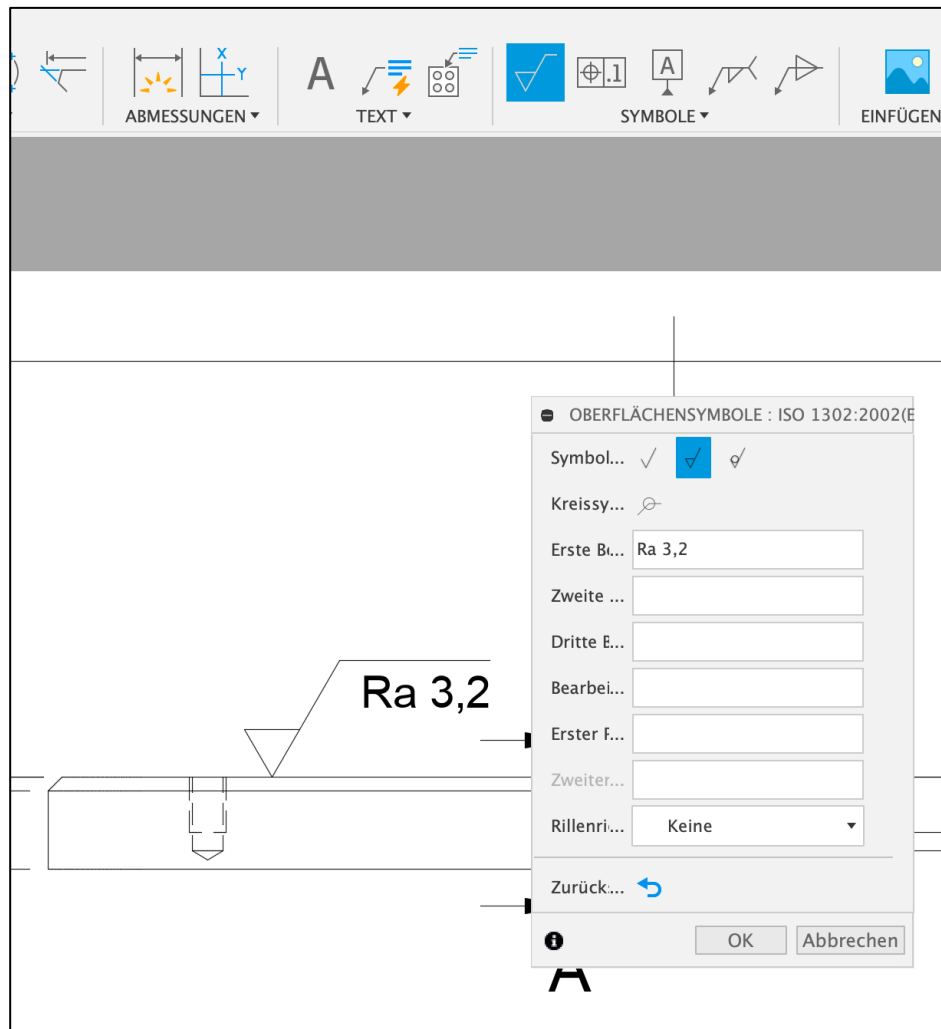 X
Y
A
.1
A
ABMESSUNGEN
TEXT
SYMBOLE
EINFÜGEN
OBERFLÄCHENSYMBOLE : ISO 1302:2002(E
Symbol...
Kreissy...
Erste B...
Ra 3,2
Zweite ...
Dritte B...
Bearbei...
Erster F...
Zweiter...
Rillenri...
Keine
Zurück...
OK
Abbrechen
Ra 3,2
A